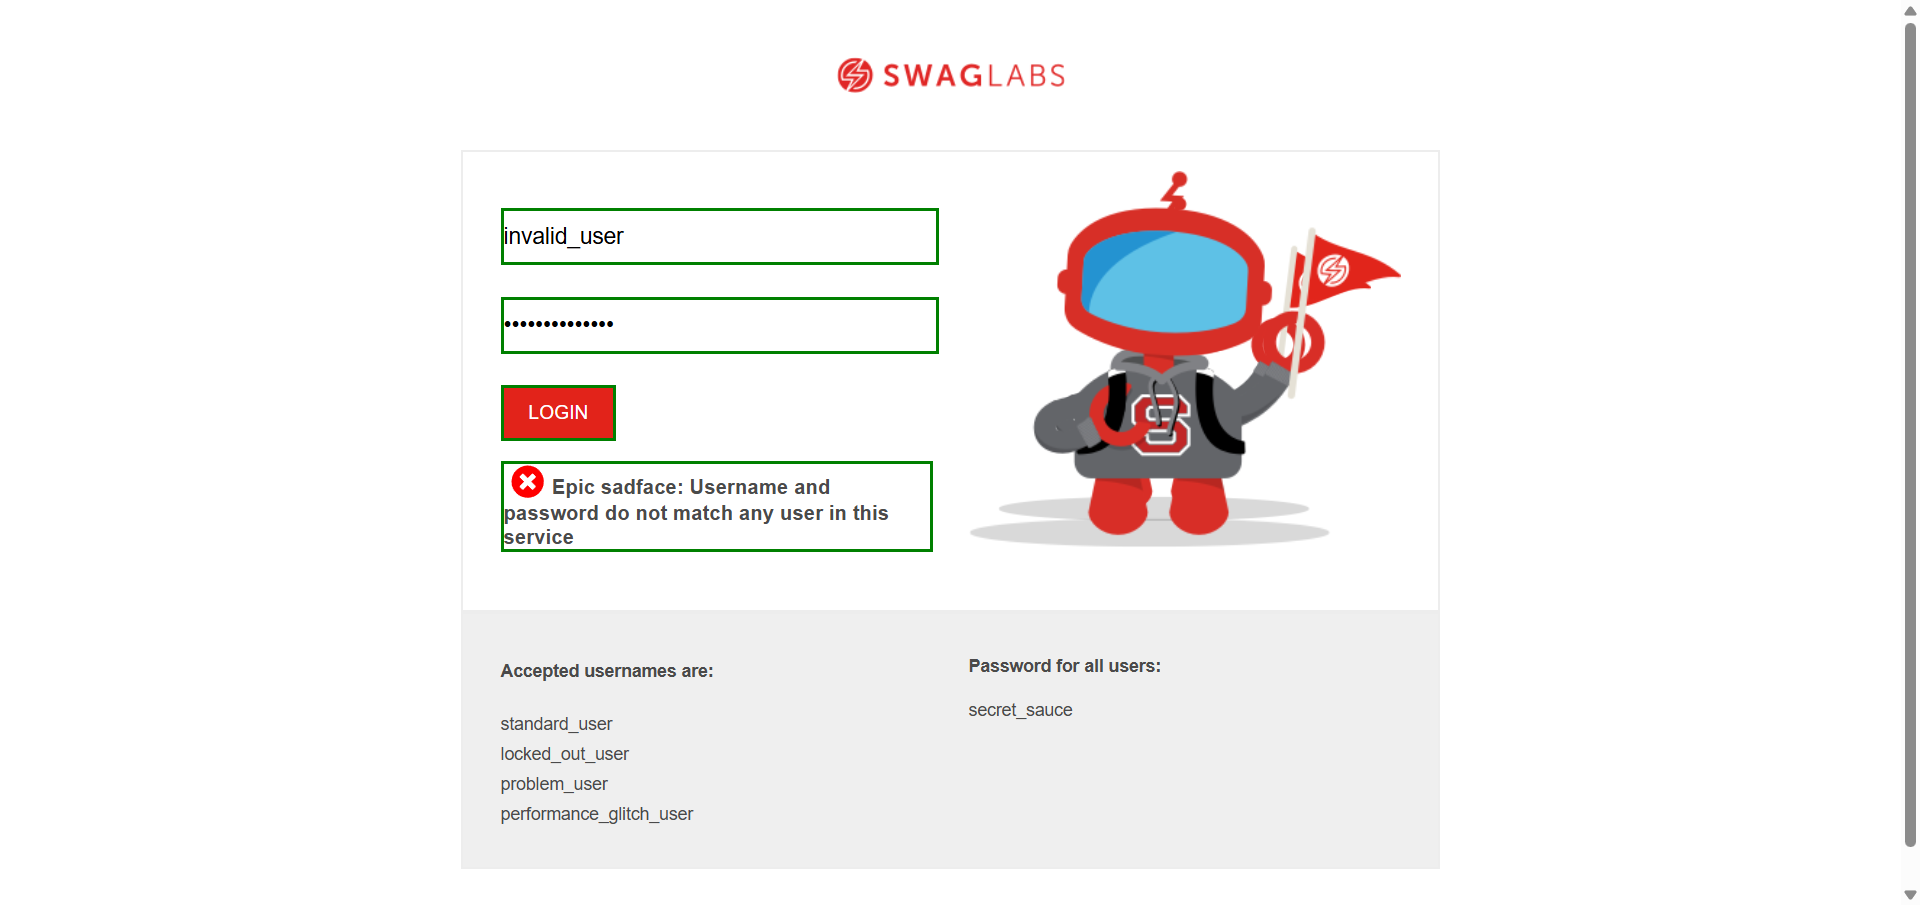 SWAGLABS
invalid_user
••••••••••••••
LOGIN
Epic sadface: Username and
password do not match any user in this
service
S
Accepted usernames are:
standard_user
locked_out_user
problem_user
performance_glitch_user
Password for all users:
secret_sauce